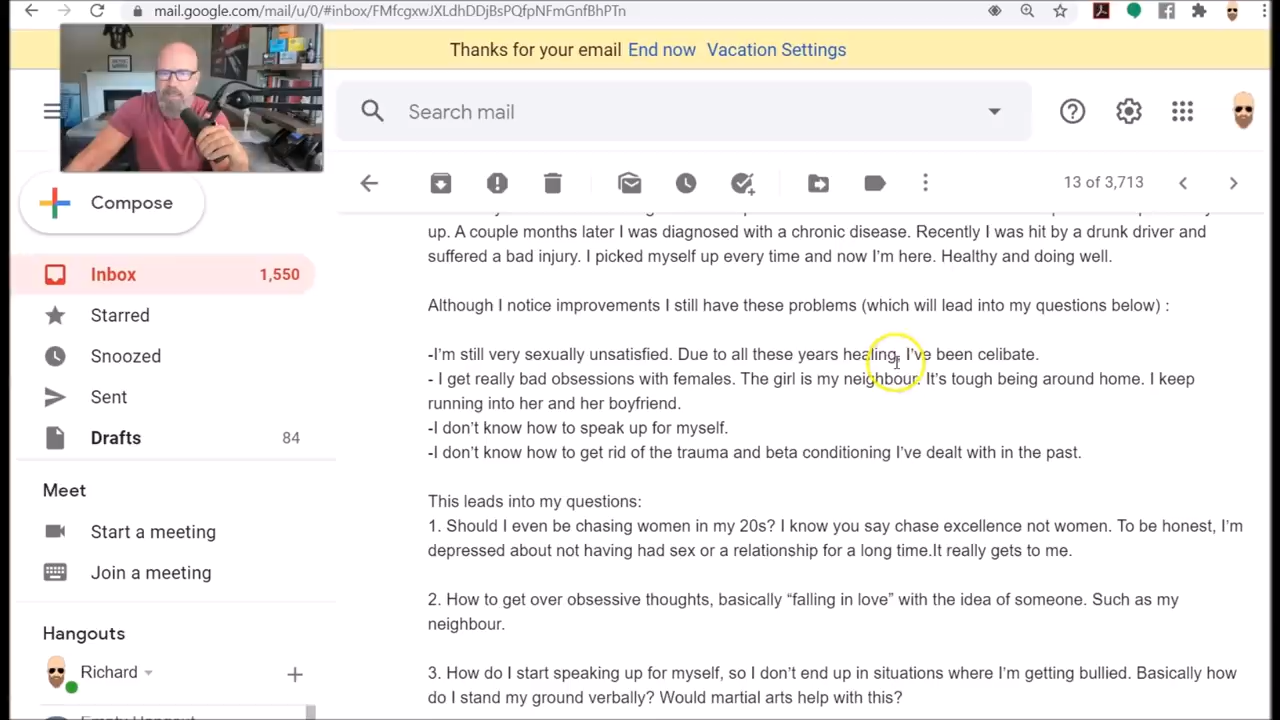 mail.google.com/mail/u/0/#inbox/FMfcgxwJXLdhDDjBsPQfpNFmGnfBhPTn
Thanks for your email End now Vacation Settings
Search mail
13 of 3,713
Compose
Inbox 1,550
Starred
Snoozed
Sent
Drafts 84
Meet
Start a meeting
Join a meeting
Hangouts
Richard
up. A couple months later I was diagnosed with a chronic disease. Recently I was hit by a drunk driver and
suffered a bad injury. I picked myself up every time and now I'm here. Healthy and doing well.
Although I notice improvements I still have these problems (which will lead into my questions below) :
-I'm still very sexually unsatisfied. Due to all these years healing, I've been celibate.
- I get really bad obsessions with females. The girl is my neighbour. It's tough being around home. I keep
running into her and her boyfriend.
-I don't know how to speak up for myself.
-I don't know how to get rid of the trauma and beta conditioning I've dealt with in the past.
This leads into my questions:
1. Should I even be chasing women in my 20s? I know you say chase excellence not women. To be honest, I'm
depressed about not having had sex or a relationship for a long time.It really gets to me.
2. How to get over obsessive thoughts, basically “falling in love” with the idea of someone. Such as my
neighbour.
3. How do I start speaking up for myself, so I don't end up in situations where I'm getting bullied. Basically how
do I stand my ground verbally? Would martial arts help with this?